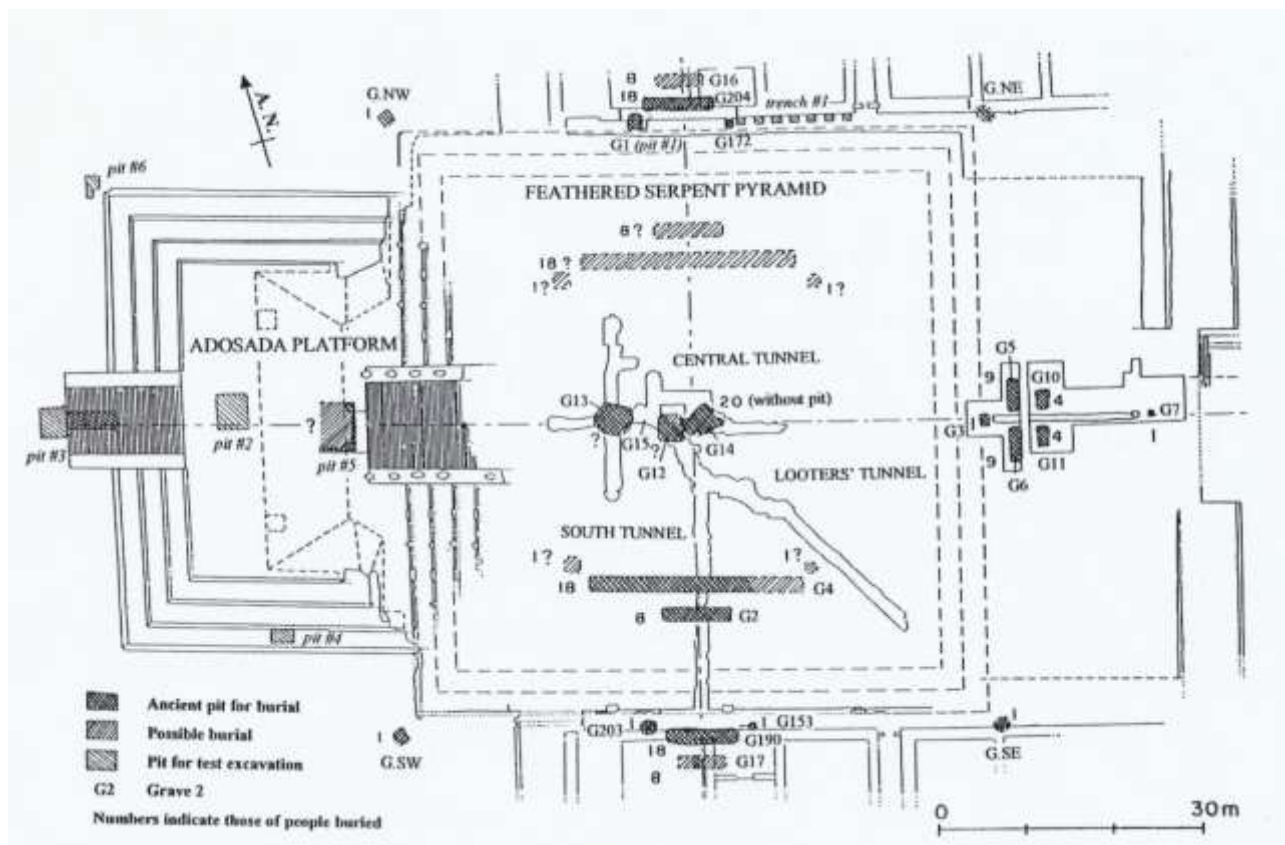 8 G16
18 G204
trench #1
A.N.
G.NW
1
G.NE
1
G1 (pit #1)
G172
pit #6
FEATHERED SERPENT PYRAMID
8?
18?
1?
1?
ADOSADA PLATFORM
CENTRAL TUNNEL
G5
9
G10
G13
20 (without pit)
4
G7
G3
1
?
G15
?
G14
G12
?
pit #3
pit #2
pit #5
4
1
G11
9
G6
LOOTERS' TUNNEL
SOUTH TUNNEL
1?
1?
18
G4
8
G2
pit #4
Ancient pit for burial
Possible burial
Pit for test excavation
G2 Grave 2
Numbers indicate those of people buried
1
G.SW
G203
1
1 G153
G190
18
G17
8
1
G.SE
0 30 m